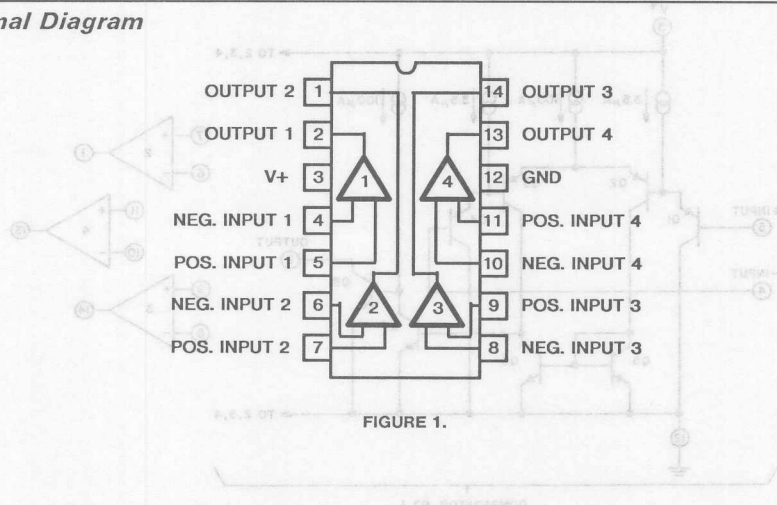 nal Diagram
OUTPUT 2 1 14 OUTPUT 3
OUTPUT 1 2 13 OUTPUT 4
V+ 3 12 GND
1 4
NEG. INPUT 1 4 11 POS. INPUT 4
POS. INPUT 1 5 10 NEG. INPUT 4
NEG. INPUT 2 6 9 POS. INPUT 3
2 3
POS. INPUT 2 7 8 NEG. INPUT 3
FIGURE 1.